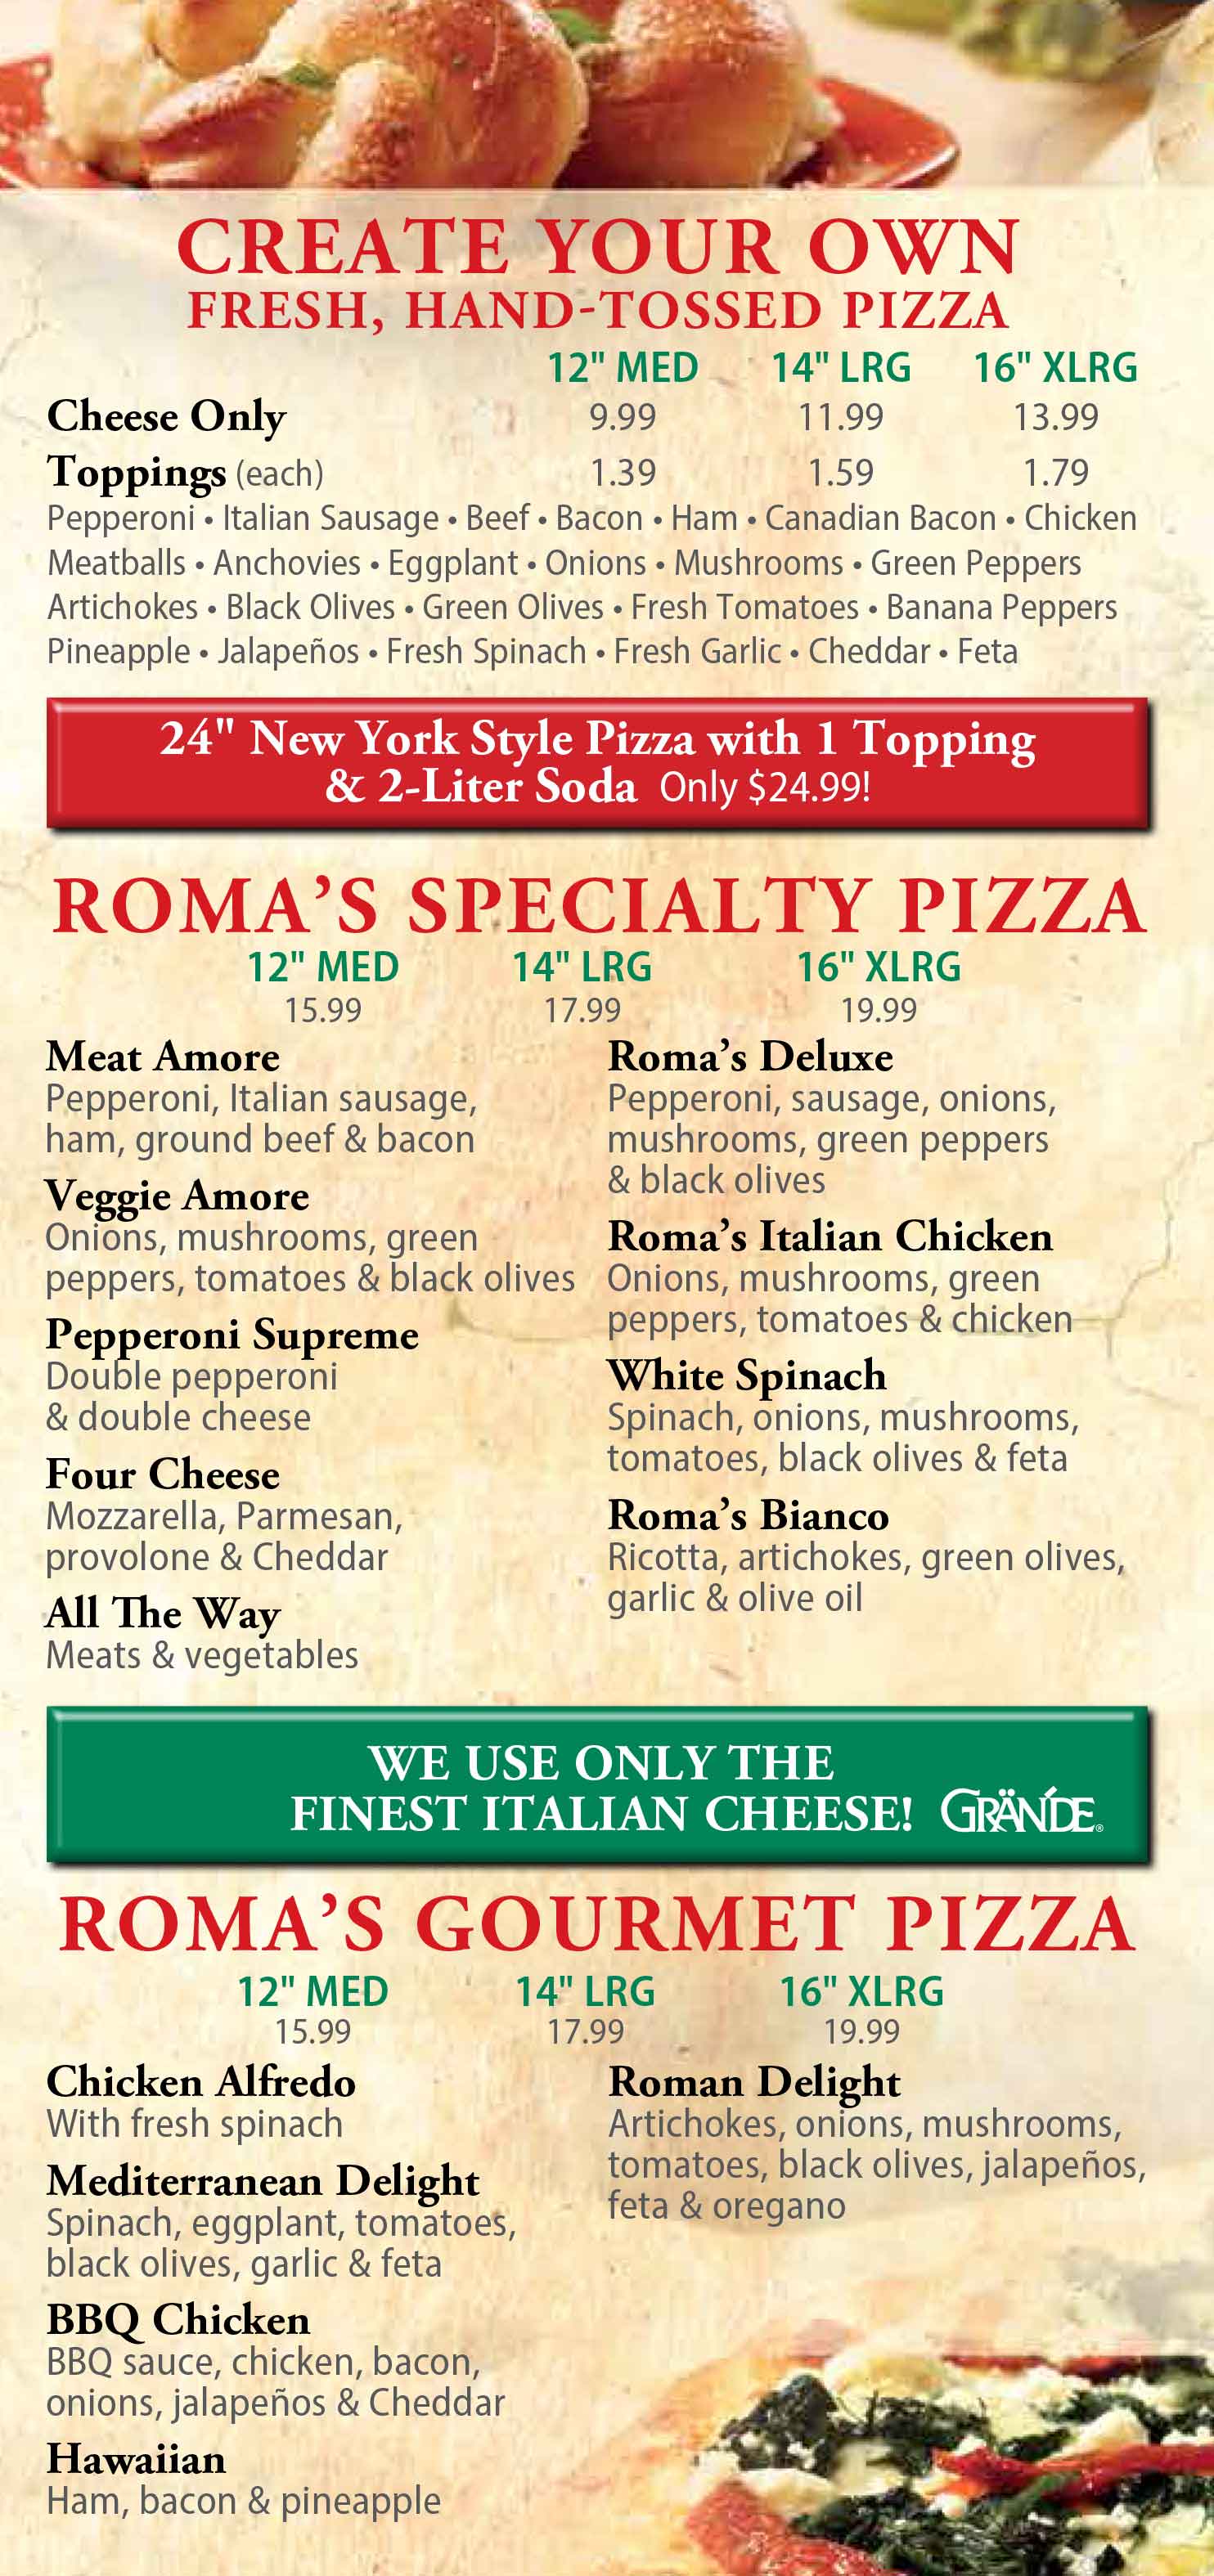 CREATE YOUR OWN
FRESH, HAND-TOSSED PIZZA
12" MED 14" LRG 16" XLRG
Cheese Only 9.99 11.99 13.99
Toppings (each) 1.39 1.59 1.79
Pepperoni • Italian Sausage • Beef • Bacon • Ham • Canadian Bacon • Chicken
Meatballs • Anchovies • Eggplant • Onions • Mushrooms • Green Peppers
Artichokes • Black Olives • Green Olives • Fresh Tomatoes • Banana Peppers
Pineapple • Jalapeños • Fresh Spinach • Fresh Garlic • Cheddar • Feta
24" New York Style Pizza with 1 Topping
& 2-Liter Soda Only $24.99!
ROMA'S SPECIALTY PIZZA
12" MED 14" LRG 16" XLRG
15.99 17.99 19.99
Meat Amore
Pepperoni, Italian sausage,
ham, ground beef & bacon
Veggie Amore
Onions, mushrooms, green
peppers, tomatoes & black olives
Pepperoni Supreme
Double pepperoni
& double cheese
Four Cheese
Mozzarella, Parmesan,
provolone & Cheddar
All The Way
Meats & vegetables
Roma's Deluxe
Pepperoni, sausage, onions,
mushrooms, green peppers
& black olives
Roma's Italian Chicken
Onions, mushrooms, green
peppers, tomatoes & chicken
White Spinach
Spinach, onions, mushrooms,
tomatoes, black olives & feta
Roma's Bianco
Ricotta, artichokes, green olives,
garlic & olive oil
WE USE ONLY THE
FINEST ITALIAN CHEESE! GRÄNDE®
ROMA'S GOURMET PIZZA
12" MED 14" LRG 16" XLRG
15.99 17.99 19.99
Chicken Alfredo
With fresh spinach
Mediterranean Delight
Spinach, eggplant, tomatoes,
black olives, garlic & feta
BBQ Chicken
BBQ sauce, chicken, bacon,
onions, jalapeños & Cheddar
Hawaiian
Ham, bacon & pineapple
Roman Delight
Artichokes, onions, mushrooms,
tomatoes, black olives, jalapeños,
feta & oregano